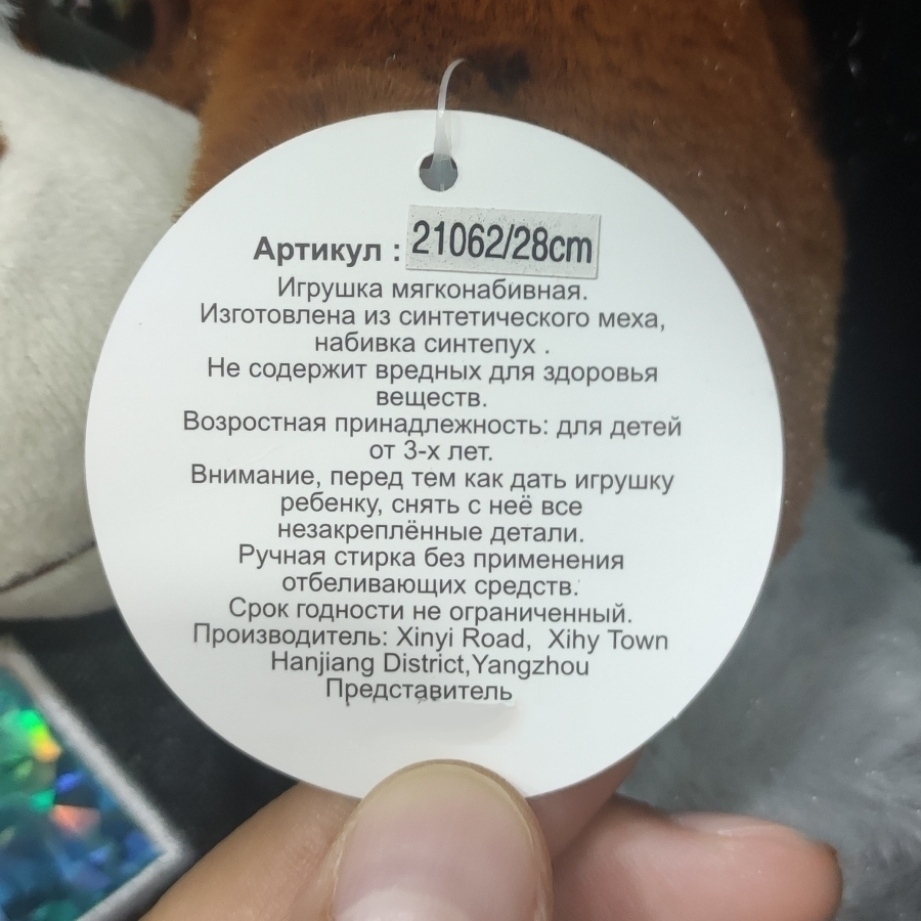 Артикул : 21062/28cm
Игрушка мягконабивная.
Изготовлена из синтетического меха,
набивка синтепух .
Не содержит вредных для здоровья
веществ.
Возростная принадлежность: для детей
от 3-х лет.
Внимание, перед тем как дать игрушку
ребенку, снять с неё все
незакреплённые детали.
Ручная стирка без применения
отбеливающих средств.
Срок годности не ограниченный.
Производитель: Xinyi Road, Xihy Town
Hanjiang District,Yangzhou
Представитель